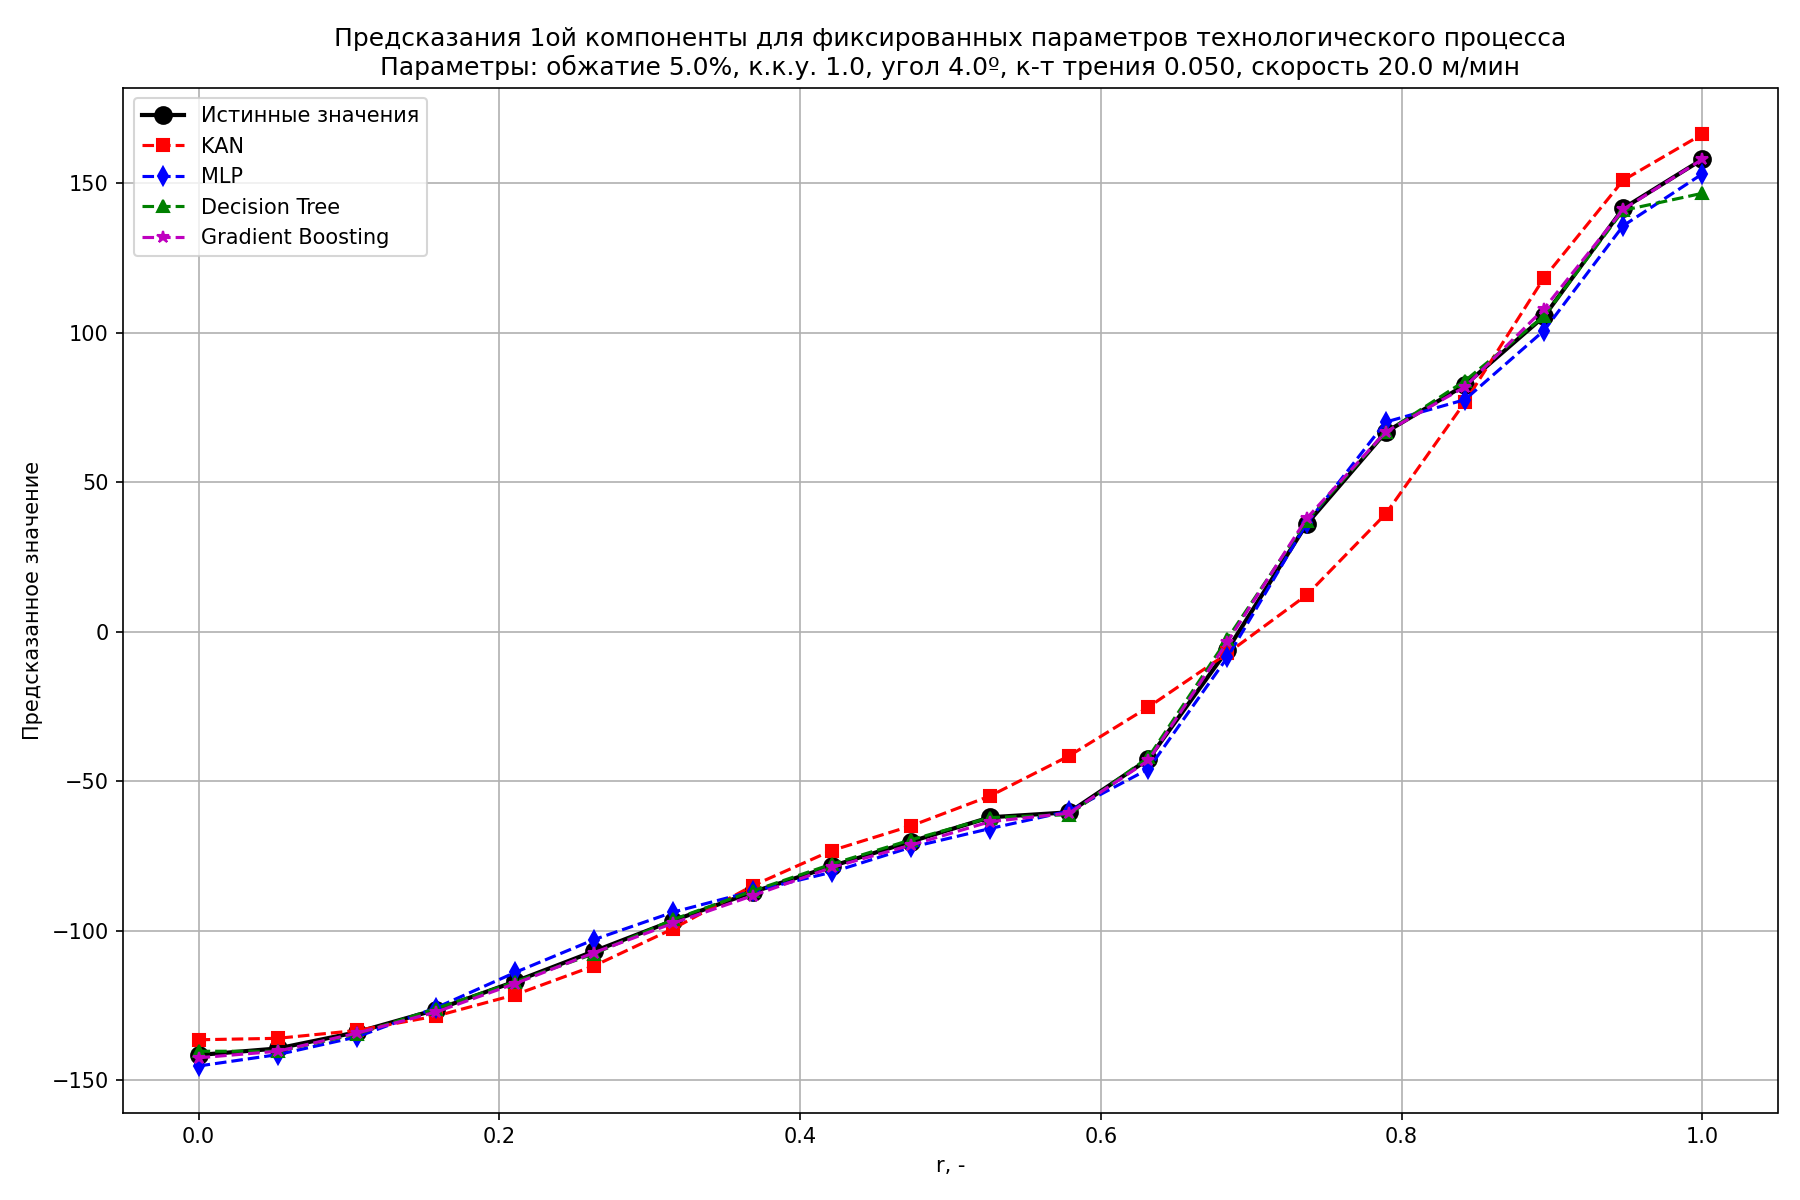 Предсказания 1ой компоненты для фиксированных параметров технологического процесса
Параметры: обжатие 5.0%, к.к.у. 1.0, угол 4.0º, к-т трения 0.050, скорость 20.0 м/мин
Истинные значения
KAN
MLP
Decision Tree
Gradient Boosting
Предсказанное значение
150
100
50
0
−50
−100
−150
0.0 0.2 0.4 0.6 0.8 1.0
r, -